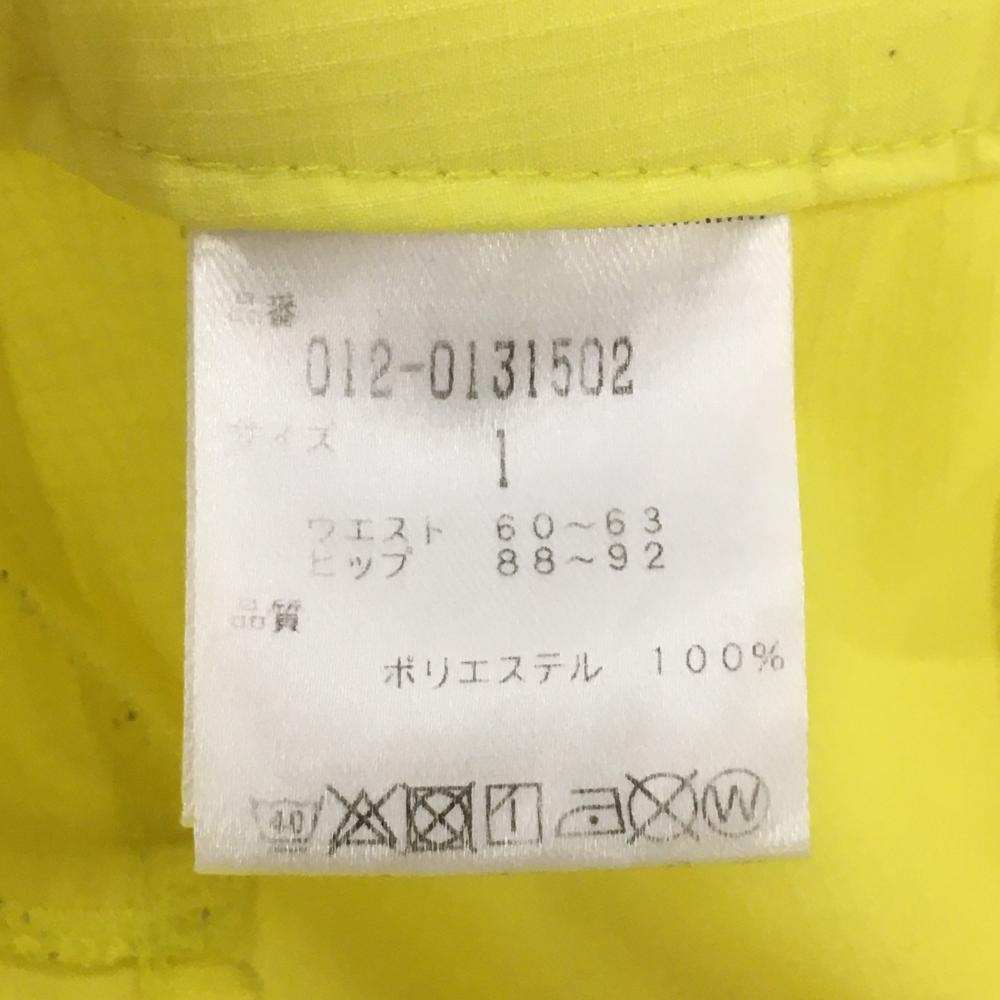 品番
012-0131502
サイズ
1
ウエスト 60～63
ヒップ 88～92
品質
ポリエステル 100%
40 W